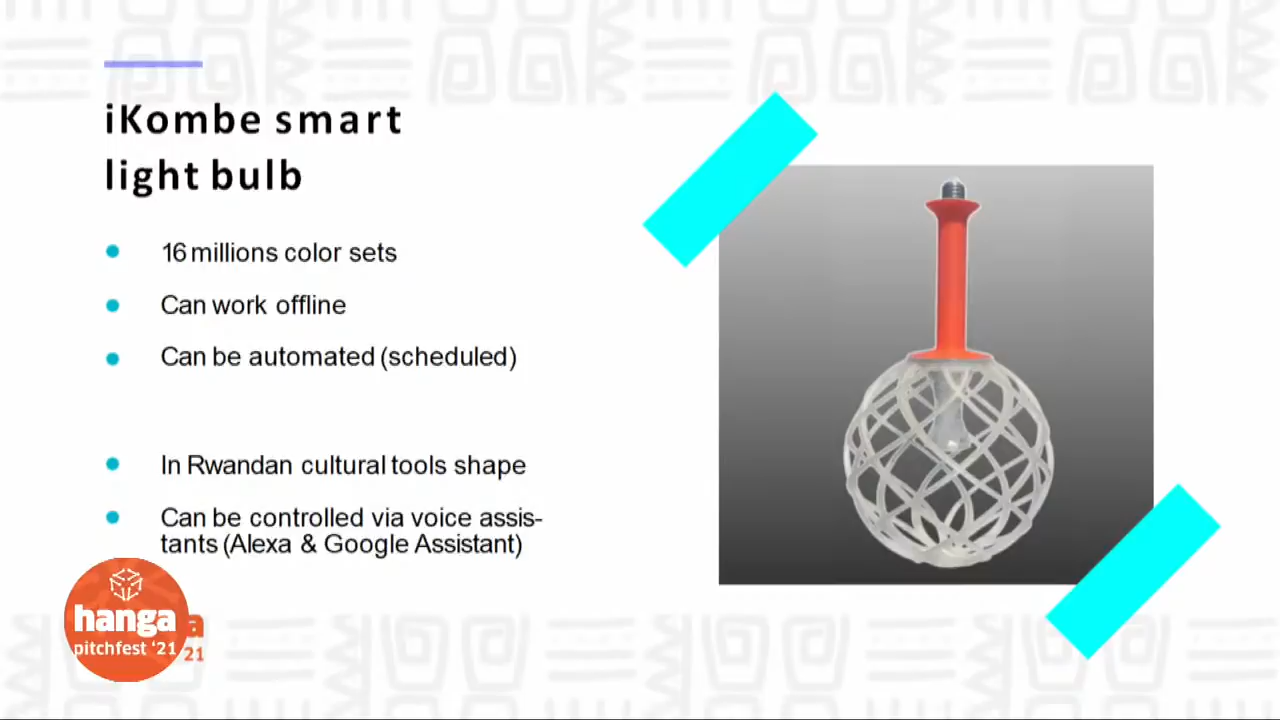 iKombe smart
light bulb
16 millions color sets
Can work offline
Can be automated (scheduled)
In Rwandan cultural tools shape
Can be controlled via voice assis-
tants (Alexa & Google Assistant)
hanga
pitchfest '21
a
21